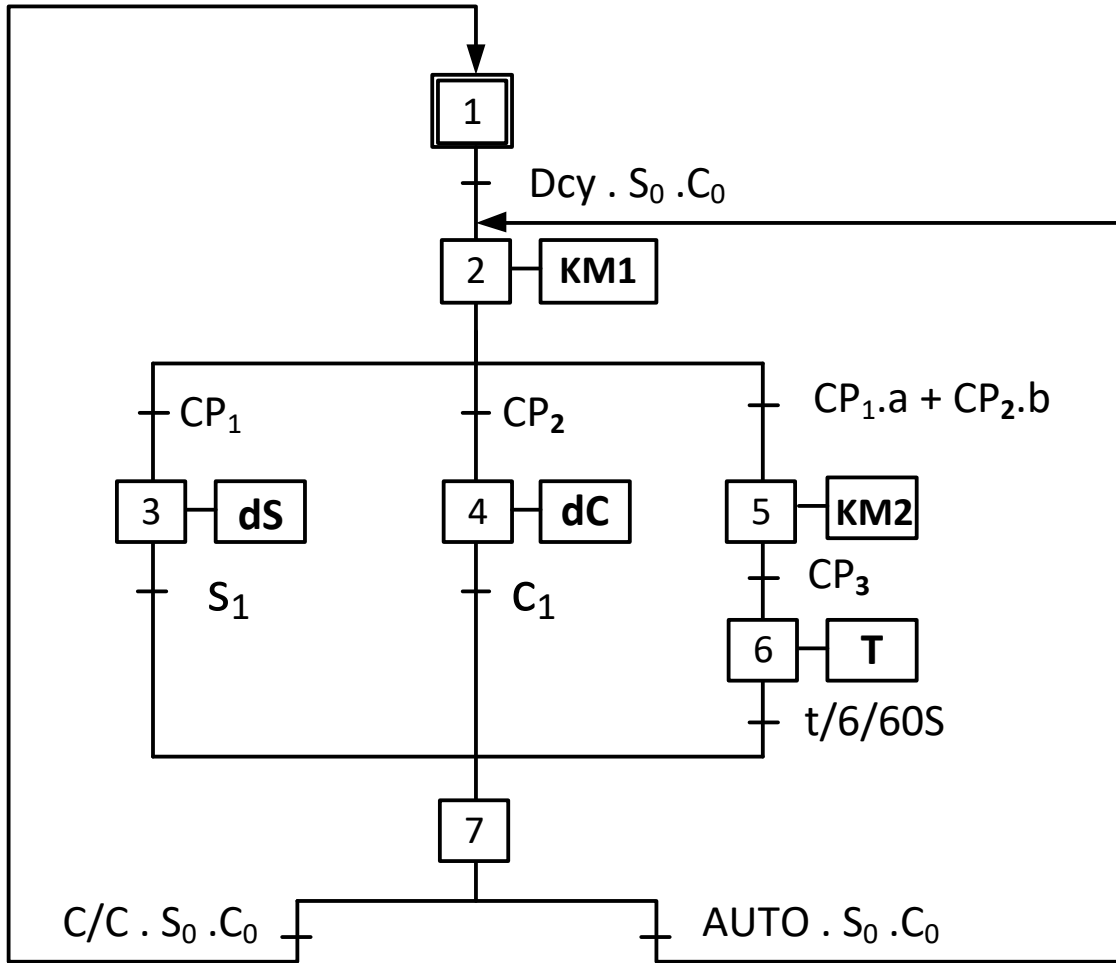 1
Dcy . S₀ .C₀
2 KM1
CP₁ CP₂ CP₁.a + CP₂.b
3 dS 4 dC 5 KM2
S₁ C₁ CP₃
6 T
t/6/60S
7
C/C . S₀ .C₀ AUTO . S₀ .C₀